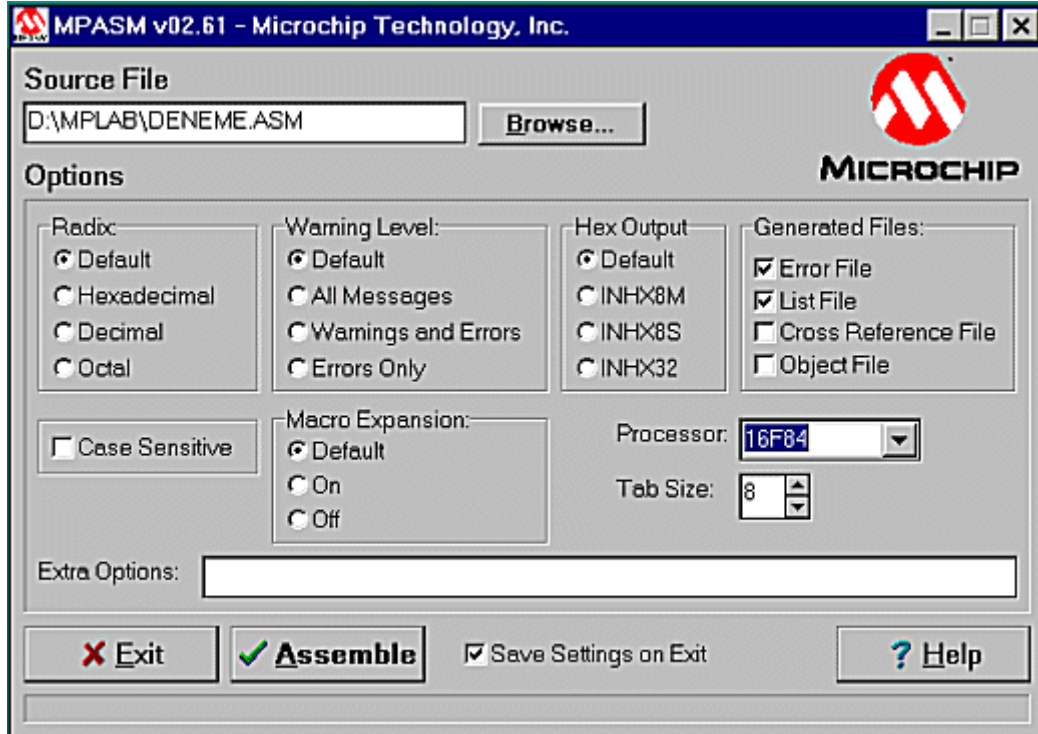 MPASM v02.61 - Microchip Technology, Inc.
Source File
D:\MPLAB\DENEME.ASM
Browse...
MICROCHIP
Options
Radix:
Default
Hexadecimal
Decimal
Octal
Warning Level:
Default
All Messages
Warnings and Errors
Errors Only
Hex Output
Default
INHX8M
INHX8S
INHX32
Generated Files:
Error File
List File
Cross Reference File
Object File
Case Sensitive
Macro Expansion:
Default
On
Off
Processor:
16F84
Tab Size:
8
Extra Options:
Exit
Assemble
Save Settings on Exit
? Help